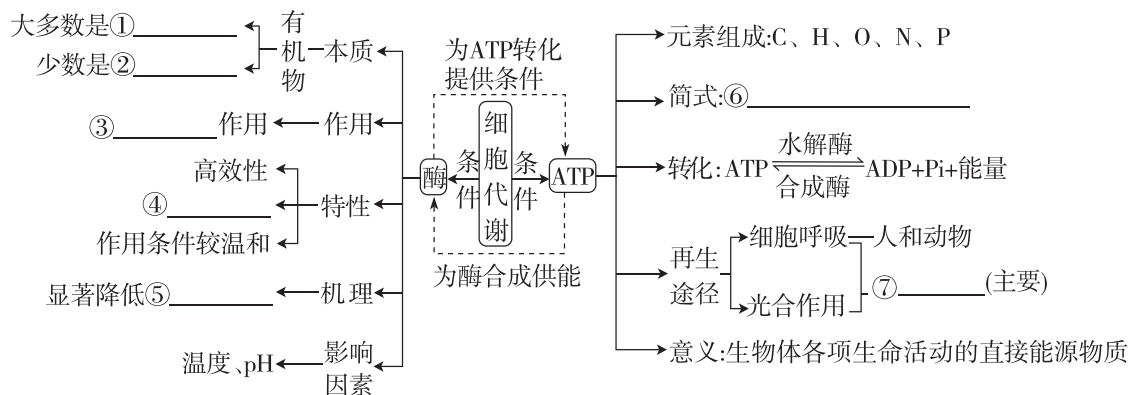 大多数是①
少数是②
有机物
本质
③ 作用
作用
高效性
④
作用条件较温和
特性
显著降低⑤
机理
温度、pH
影响因素
为ATP转化
提供条件
酶
条件
细胞代谢
条件
ATP
为酶合成供能
元素组成:C、H、O、N、P
简式:⑥
转化:ATP
水解酶
合成酶
ADP+Pi+能量
再生
途径
细胞呼吸
人和动物
光合作用
⑦ (主要)
意义:生物体各项生命活动的直接能源物质